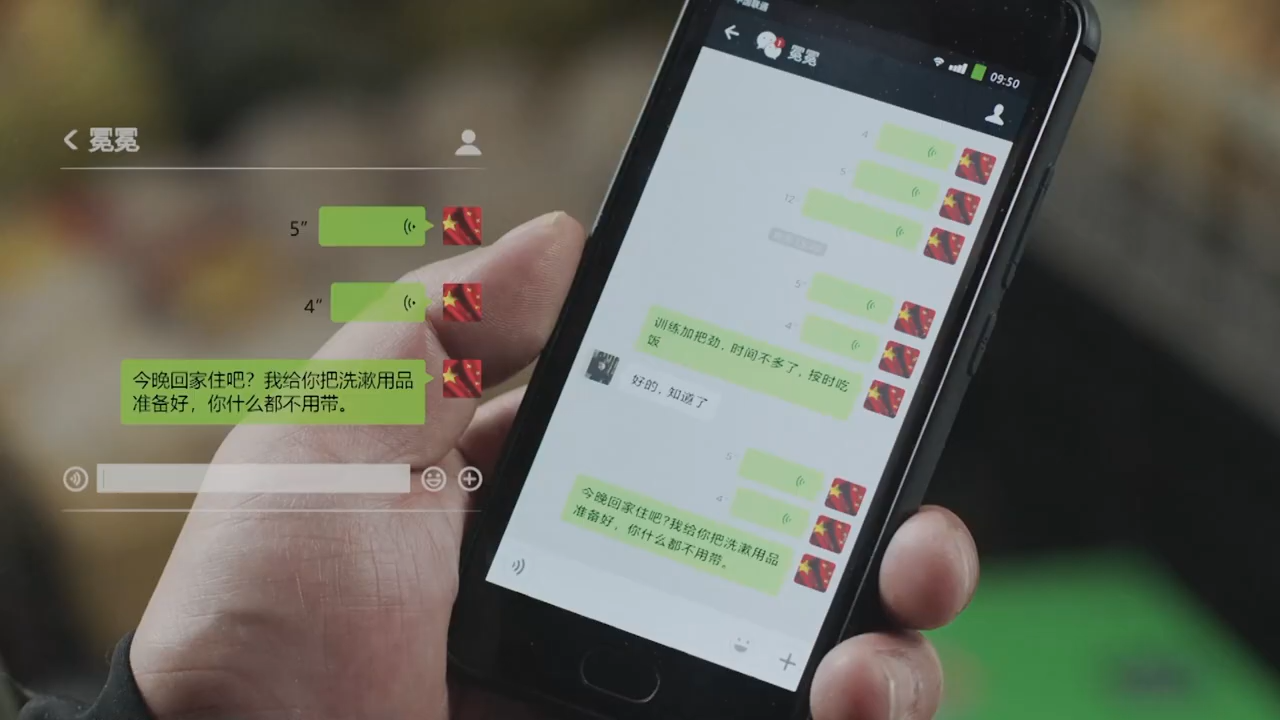 冕冕
5"
4"
今晚回家住吧?我给你把洗漱用品
准备好,你什么都不用带。
冕冕
09:50
4
5
12
5"
4
训练加把劲,时间不多了,按时吃
饭
好的,知道了
5
4
今晚回家住吧?我给你把洗漱用品
准备好,你什么都不用带。